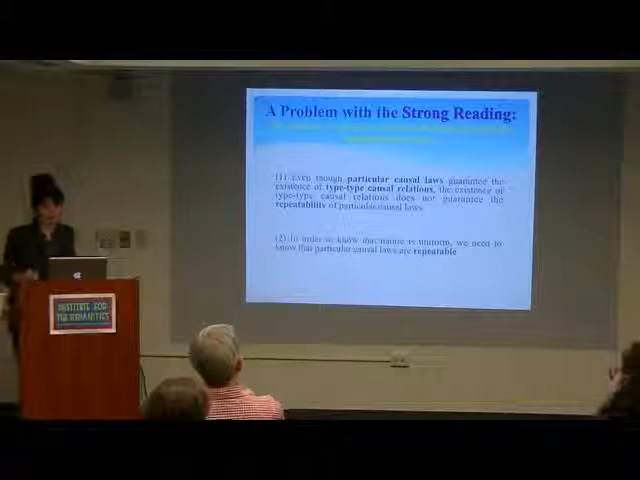 A Problem with the Strong Reading:
(1) Even though particular causal laws guarantee the
existence of type-type causal relations, the existence of
type-type causal relations does not guarantee the
repeatability of particular causal laws.
(2) In order to know that nature is uniform, we need to
know that particular causal laws are repeatable
INSTITUTE FOR
THE HUMANITIES